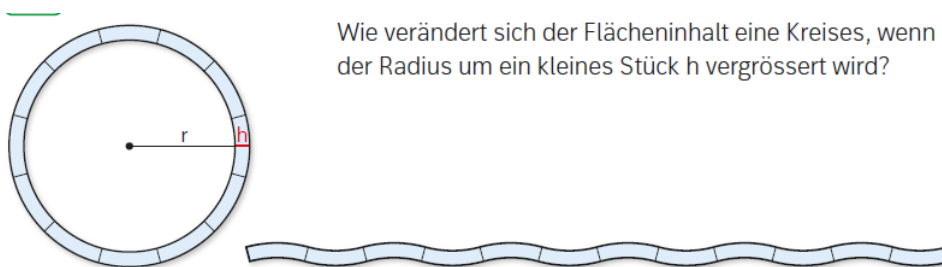 Wie verändert sich der Flächeninhalt eine Kreises, wenn
der Radius um ein kleines Stück h vergrössert wird?
r
h